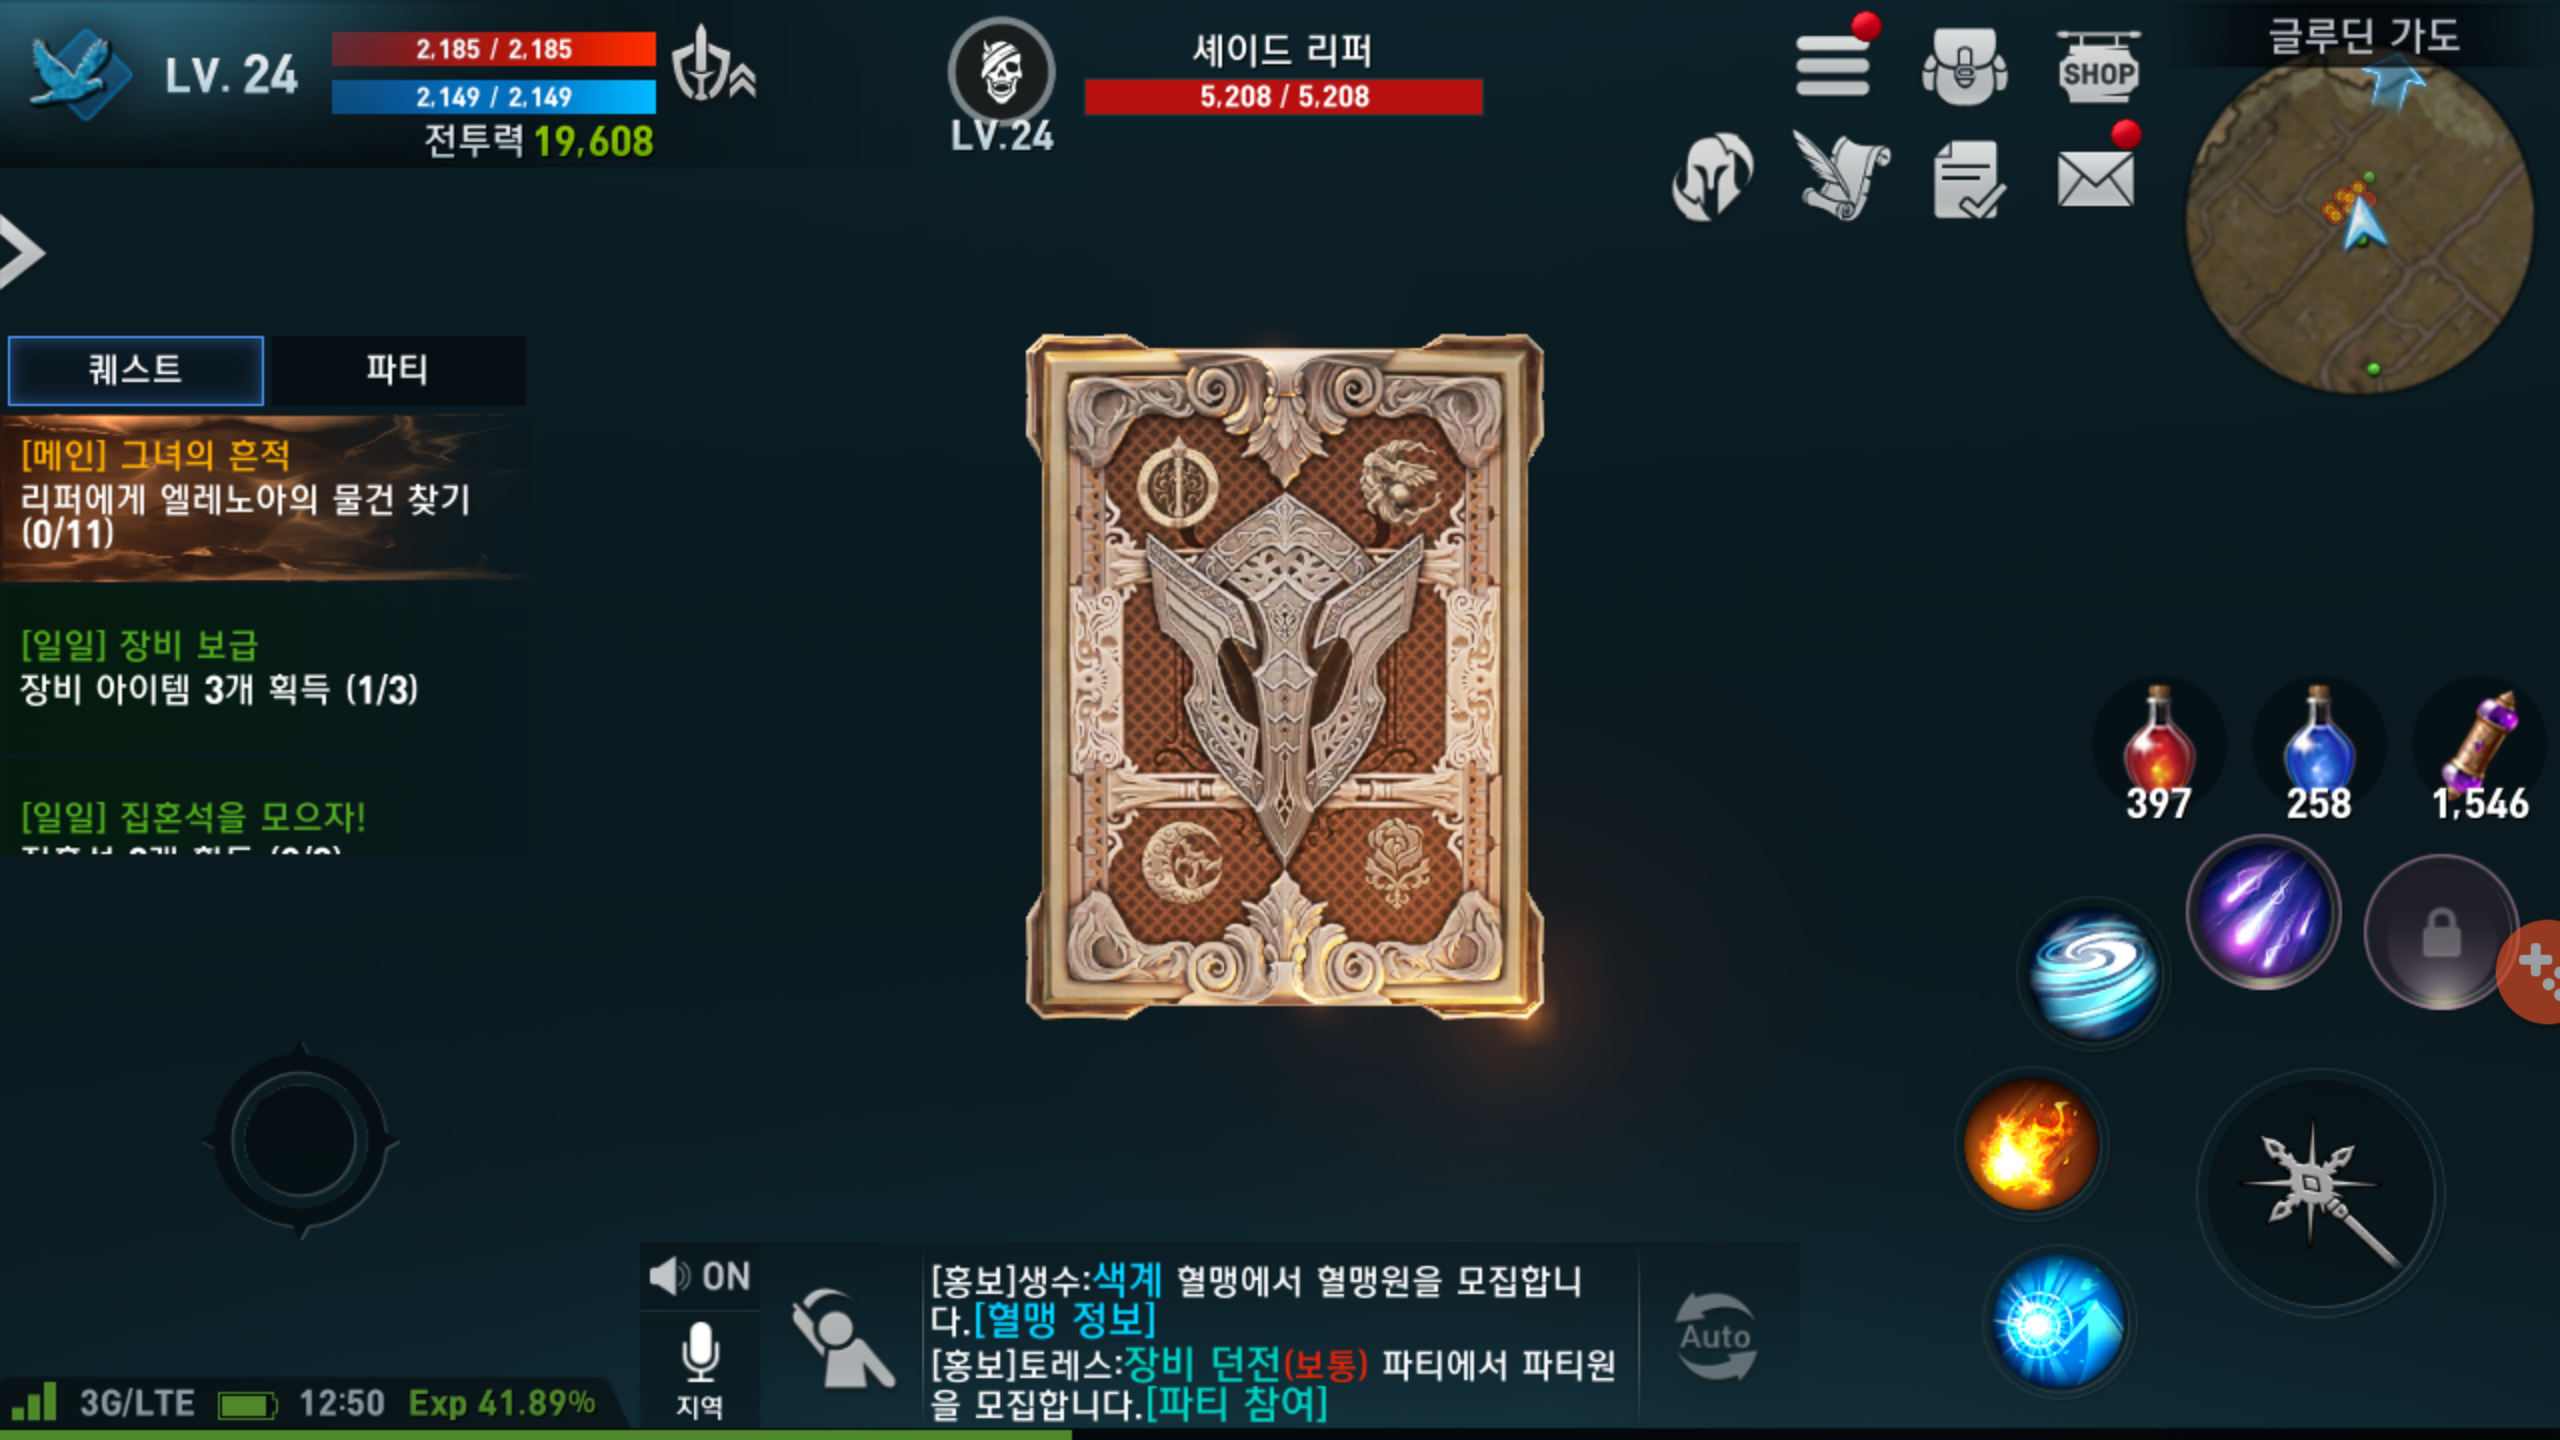 LV. 24
2,185 / 2,185
2,149 / 2,149
전투력 19,608
셰이드 리퍼
5,208 / 5,208
LV.24
SHOP
글루딘 가도
퀘스트
파티
[메인] 그녀의 흔적
리퍼에게 엘레노아의 물건 찾기
(0/11)
[일일] 장비 보급
장비 아이템 3개 획득 (1/3)
[일일] 집혼석을 모으자!
397
258
1,546
ON
지역
[홍보]생수:색계 혈맹에서 혈맹원을 모집합니
다.[혈맹 정보]
[홍보]토레스:장비 던전(보통) 파티에서 파티원
을 모집합니다.[파티 참여]
Auto
3G/LTE
12:50
Exp 41.89%